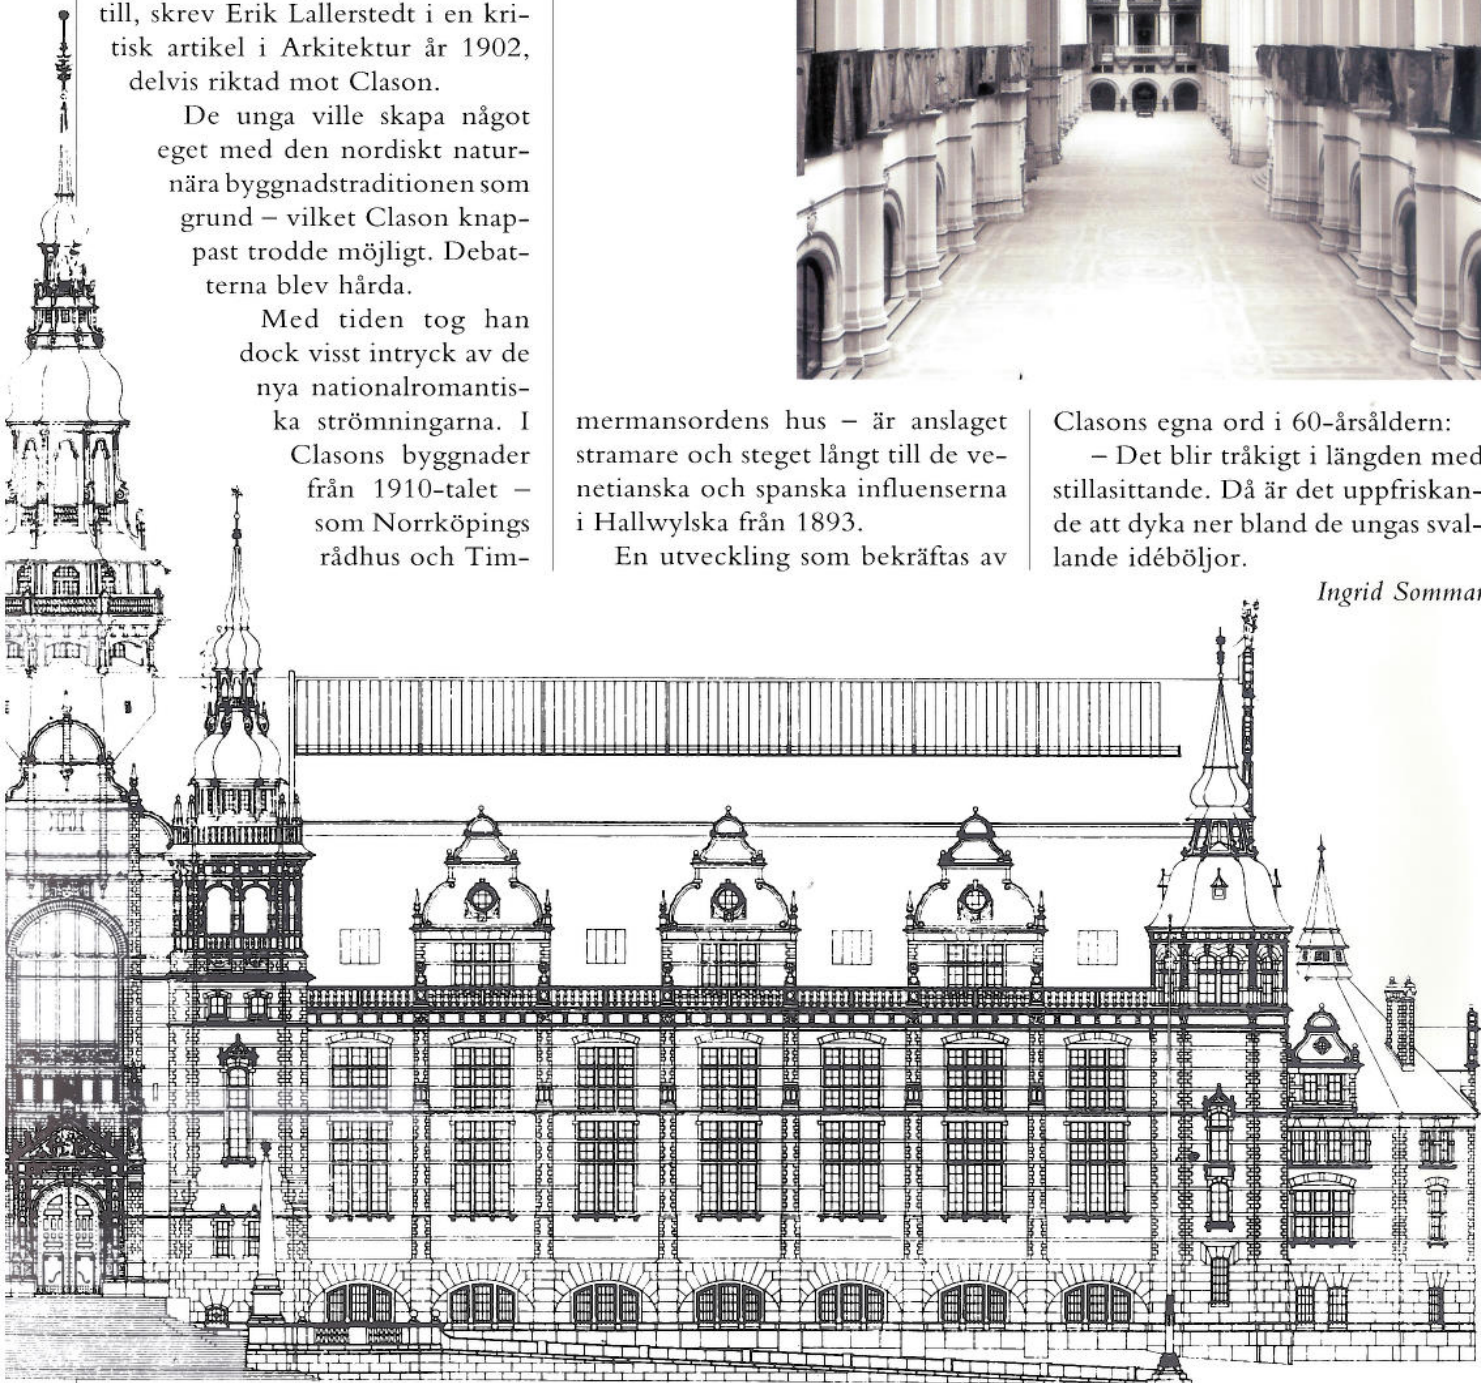 till, skrev Erik Lallerstedt i en kri-
tisk artikel i Arkitektur år 1902,
delvis riktad mot Clason.
De unga ville skapa något
eget med den nordiskt natur-
nära byggnadstraditionen som
grund – vilket Clason knap-
past trodde möjligt. Debat-
terna blev hårda.
Med tiden tog han
dock visst intryck av de
nya nationalromantis-
ka strömningarna. I
Clasons byggnader
från 1910-talet –
som Norrköpings
rådhus och Tim-
mermansordens hus – är anslaget
stramare och steget långt till de ve-
netianska och spanska influenserna
i Hallwylska från 1893.
En utveckling som bekräftas av
Clasons egna ord i 60-årsåldern:
– Det blir tråkigt i längden med
stillasittande. Då är det uppfriskan-
de att dyka ner bland de ungas sval-
lande idéböljor.
Ingrid Sommar